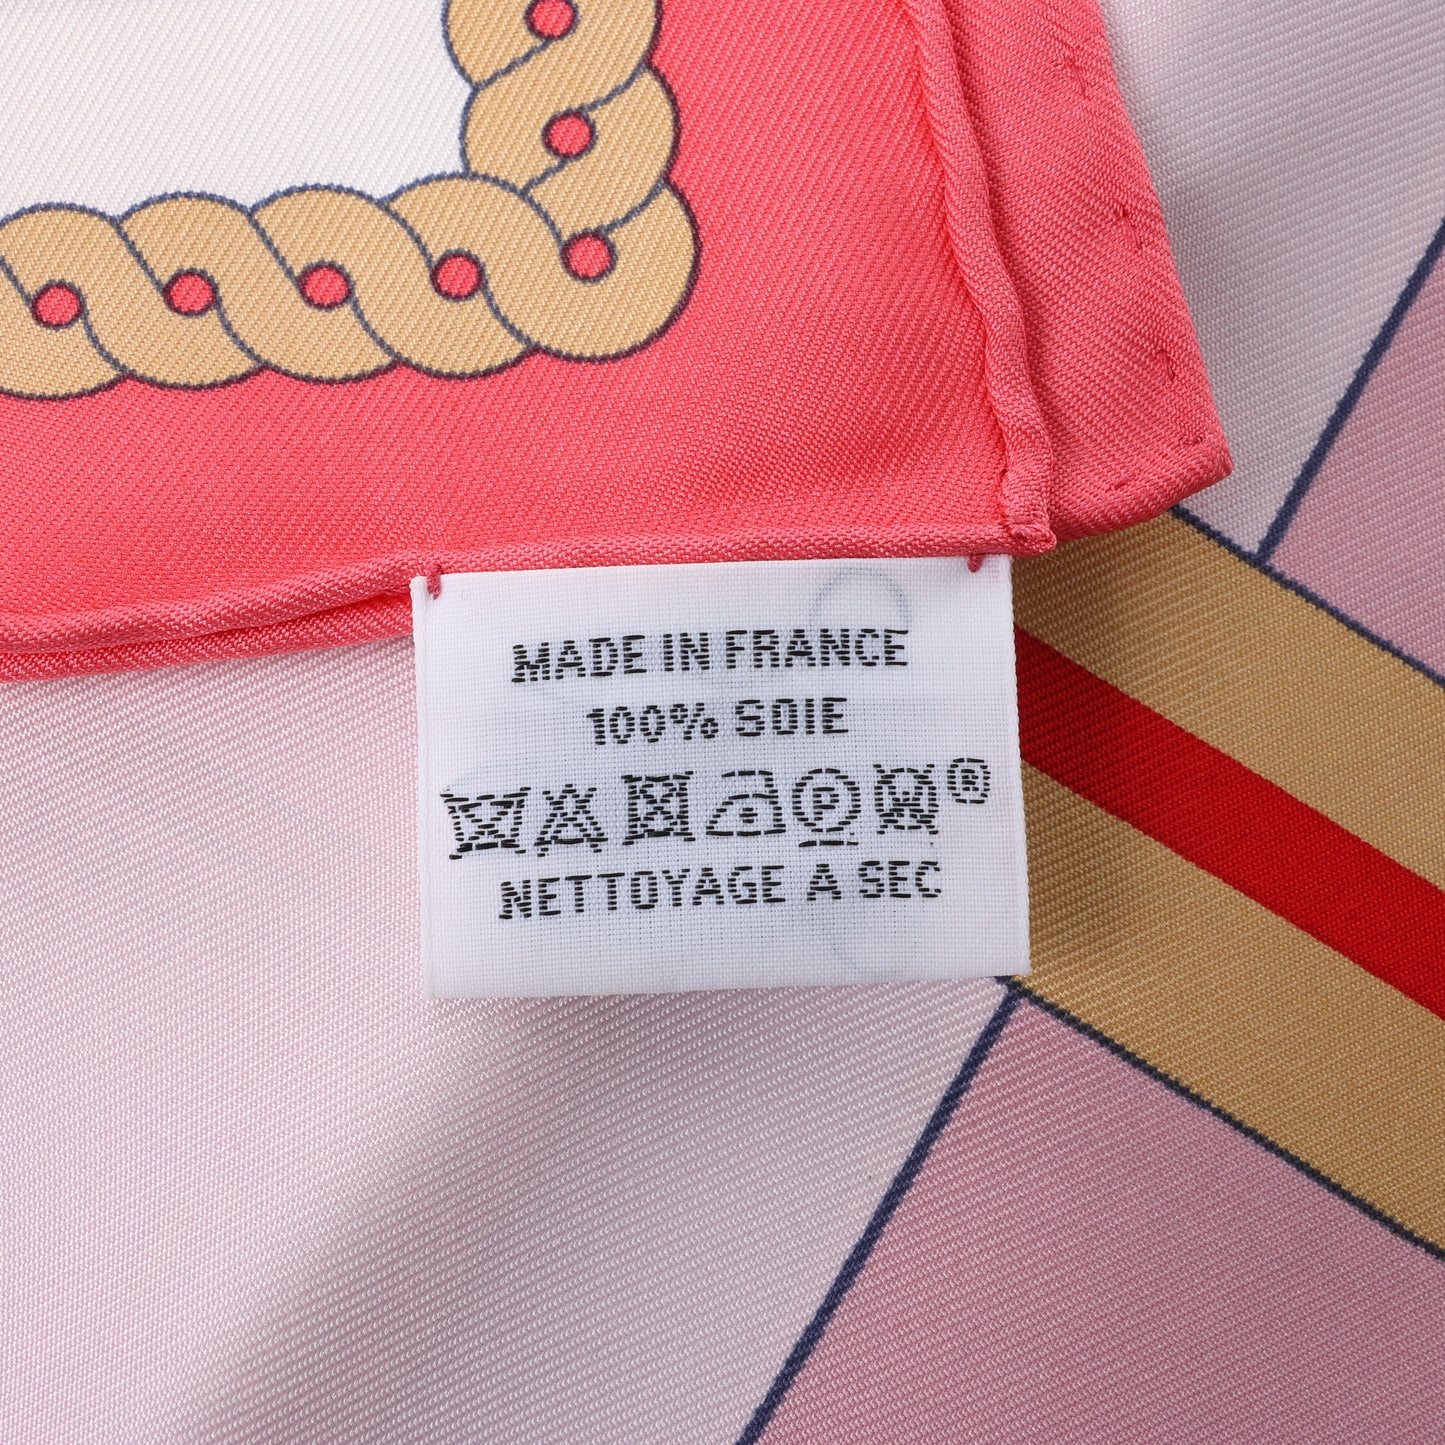 MADE IN FRANCE
100% SOIE
P W ®
NETTOYAGE A SEC